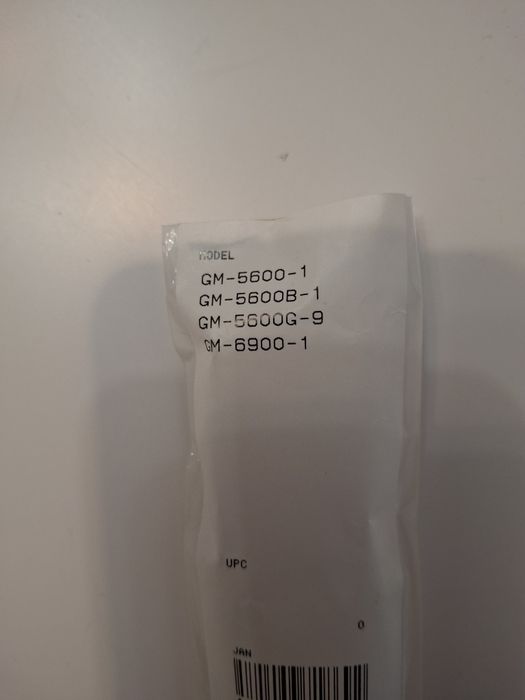 MODEL
GM-5600-1
GM-5600B-1
GM-5600G-9
GM-6900-1
UPC
0
JAN